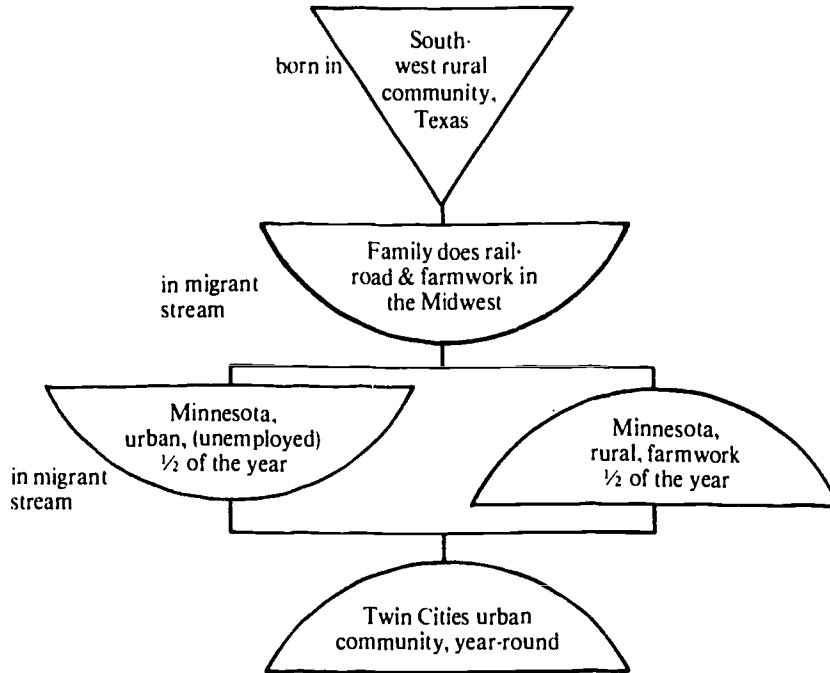 born in
South-
west rural
community,
Texas
in migrant
stream
Family does rail-
road & farmwork in
the Midwest
in migrant
stream
Minnesota,
urban, (unemployed)
½ of the year
Minnesota,
rural, farmwork
½ of the year
Twin Cities urban
community, year-round